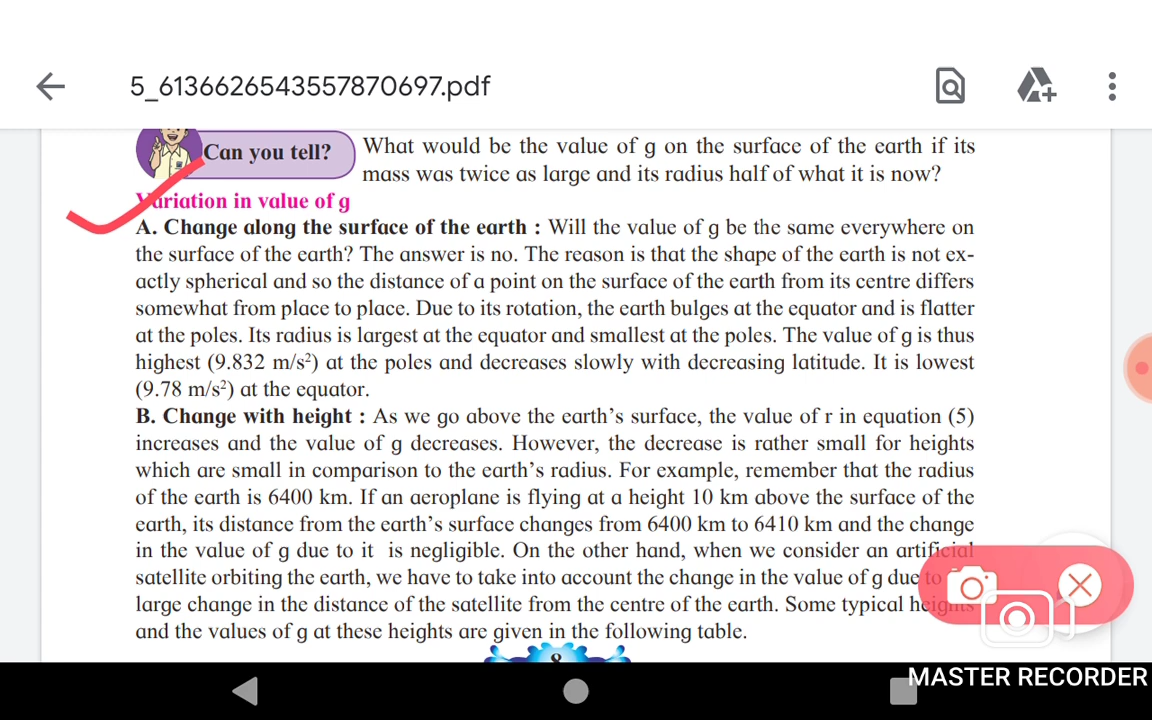 5_6136626543557870697.pdf
Can you tell?
What would be the value of g on the surface of the earth if its
mass was twice as large and its radius half of what it is now?
Variation in value of g
A. Change along the surface of the earth : Will the value of g be the same everywhere on
the surface of the earth? The answer is no. The reason is that the shape of the earth is not ex-
actly spherical and so the distance of a point on the surface of the earth from its centre differs
somewhat from place to place. Due to its rotation, the earth bulges at the equator and is flatter
at the poles. Its radius is largest at the equator and smallest at the poles. The value of g is thus
highest (9.832 m/s²) at the poles and decreases slowly with decreasing latitude. It is lowest
(9.78 m/s²) at the equator.
B. Change with height : As we go above the earth's surface, the value of r in equation (5)
increases and the value of g decreases. However, the decrease is rather small for heights
which are small in comparison to the earth's radius. For example, remember that the radius
of the earth is 6400 km. If an aeroplane is flying at a height 10 km above the surface of the
earth, its distance from the earth's surface changes from 6400 km to 6410 km and the change
in the value of g due to it is negligible. On the other hand, when we consider an artificial
satellite orbiting the earth, we have to take into account the change in the value of g due to
large change in the distance of the satellite from the centre of the earth. Some typical heights
and the values of g at these heights are given in the following table.
8
MASTER RECORDER